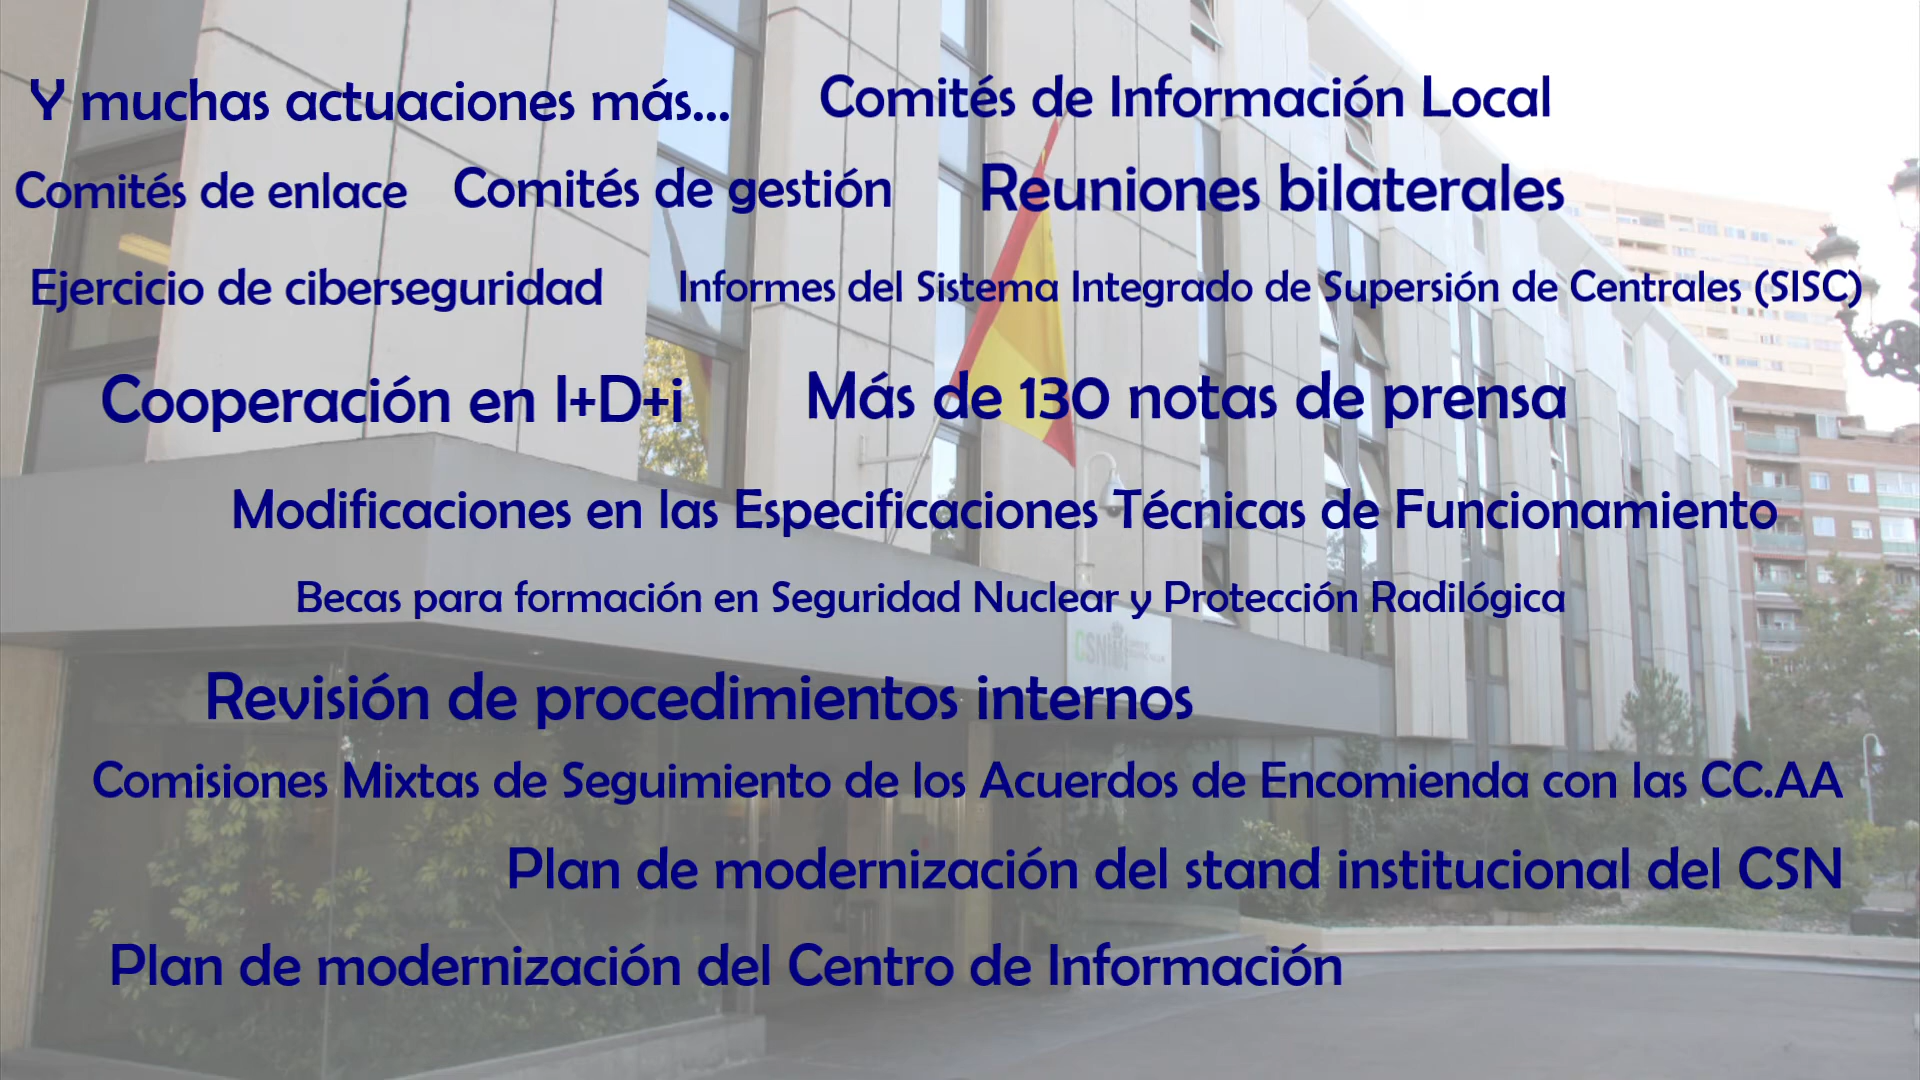 Y muchas actuaciones más...
Comités de Información Local
Comités de enlace
Comités de gestión
Reuniones bilaterales
Ejercicio de ciberseguridad
Informes del Sistema Integrado de Supersión de Centrales (SISC)
Cooperación en I+D+i
Más de 130 notas de prensa
Modificaciones en las Especificaciones Técnicas de Funcionamiento
Becas para formación en Seguridad Nuclear y Protección Radilógica
CSN
Revisión de procedimientos internos
Comisiones Mixtas de Seguimiento de los Acuerdos de Encomienda con las CC.AA
Plan de modernización del stand institucional del CSN
Plan de modernización del Centro de Información